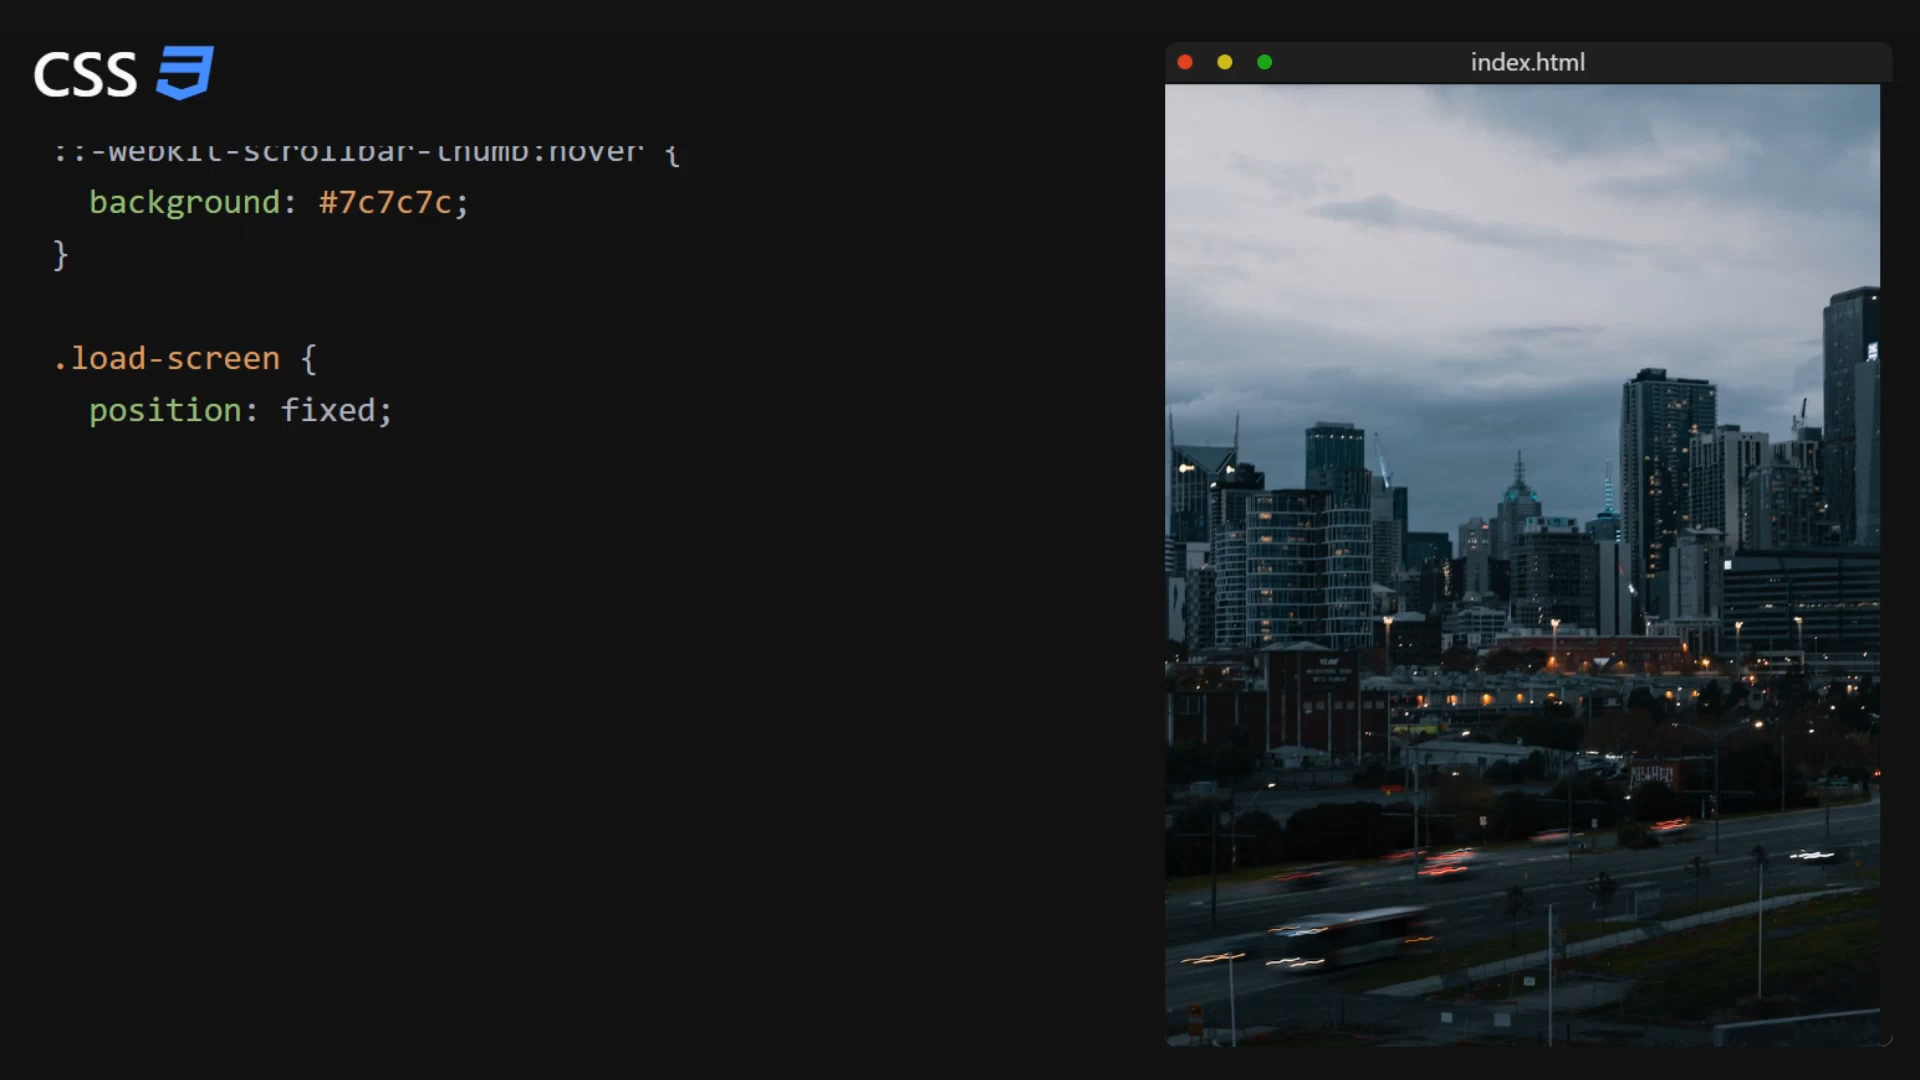 CSS
index.html
::-webkit-scrollbar-thumb:hover {
background: #7c7c7c;
}
.load-screen {
position: fixed;